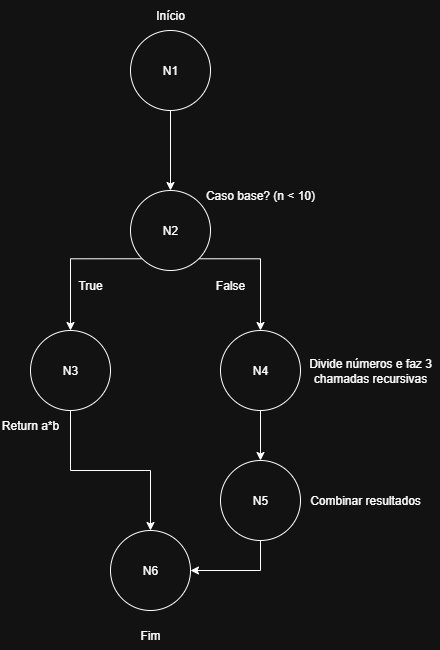 Início
N1
Caso base? (n < 10)
N2
True
False
N3
N4
Divide números e faz 3
chamadas recursivas
Return a*b
N5
Combinar resultados
N6
Fim